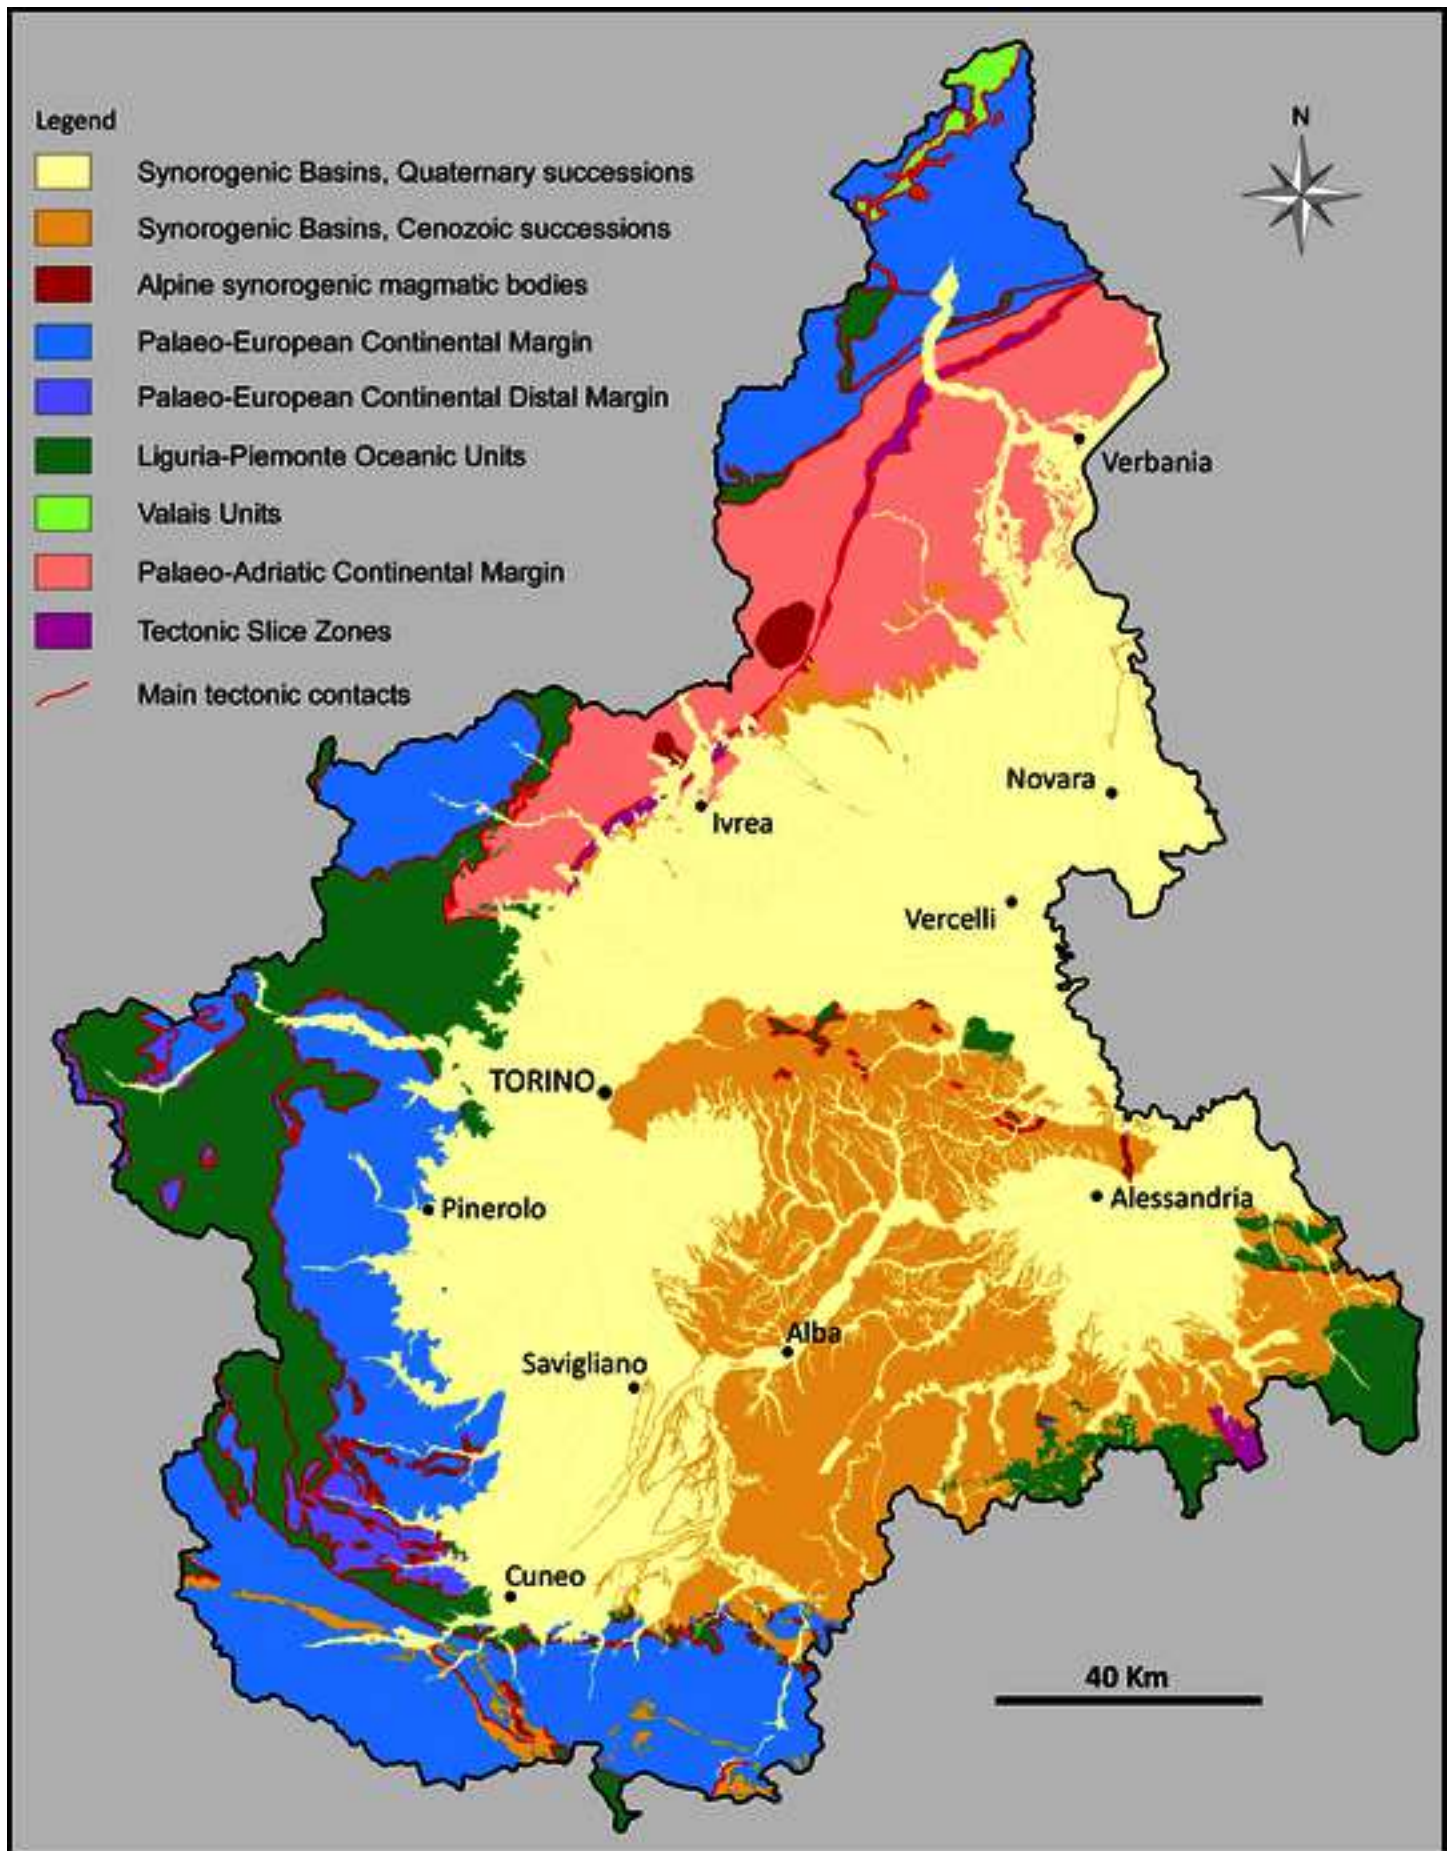 Legend
N
Synorogenic Basins, Quaternary successions
Synorogenic Basins, Cenozoic successions
Alpine synorogenic magmatic bodies
Palaeo-European Continental Margin
Palaeo-European Continental Distal Margin
Liguria-Piemonte Oceanic Units
Valais Units
Palaeo-Adriatic Continental Margin
Tectonic Slice Zones
Main tectonic contacts
Verbania
Novara
Ivrea
Vercelli
TORINO
Pinerolo
Alessandria
Alba
Savigliano
Cuneo
40 Km